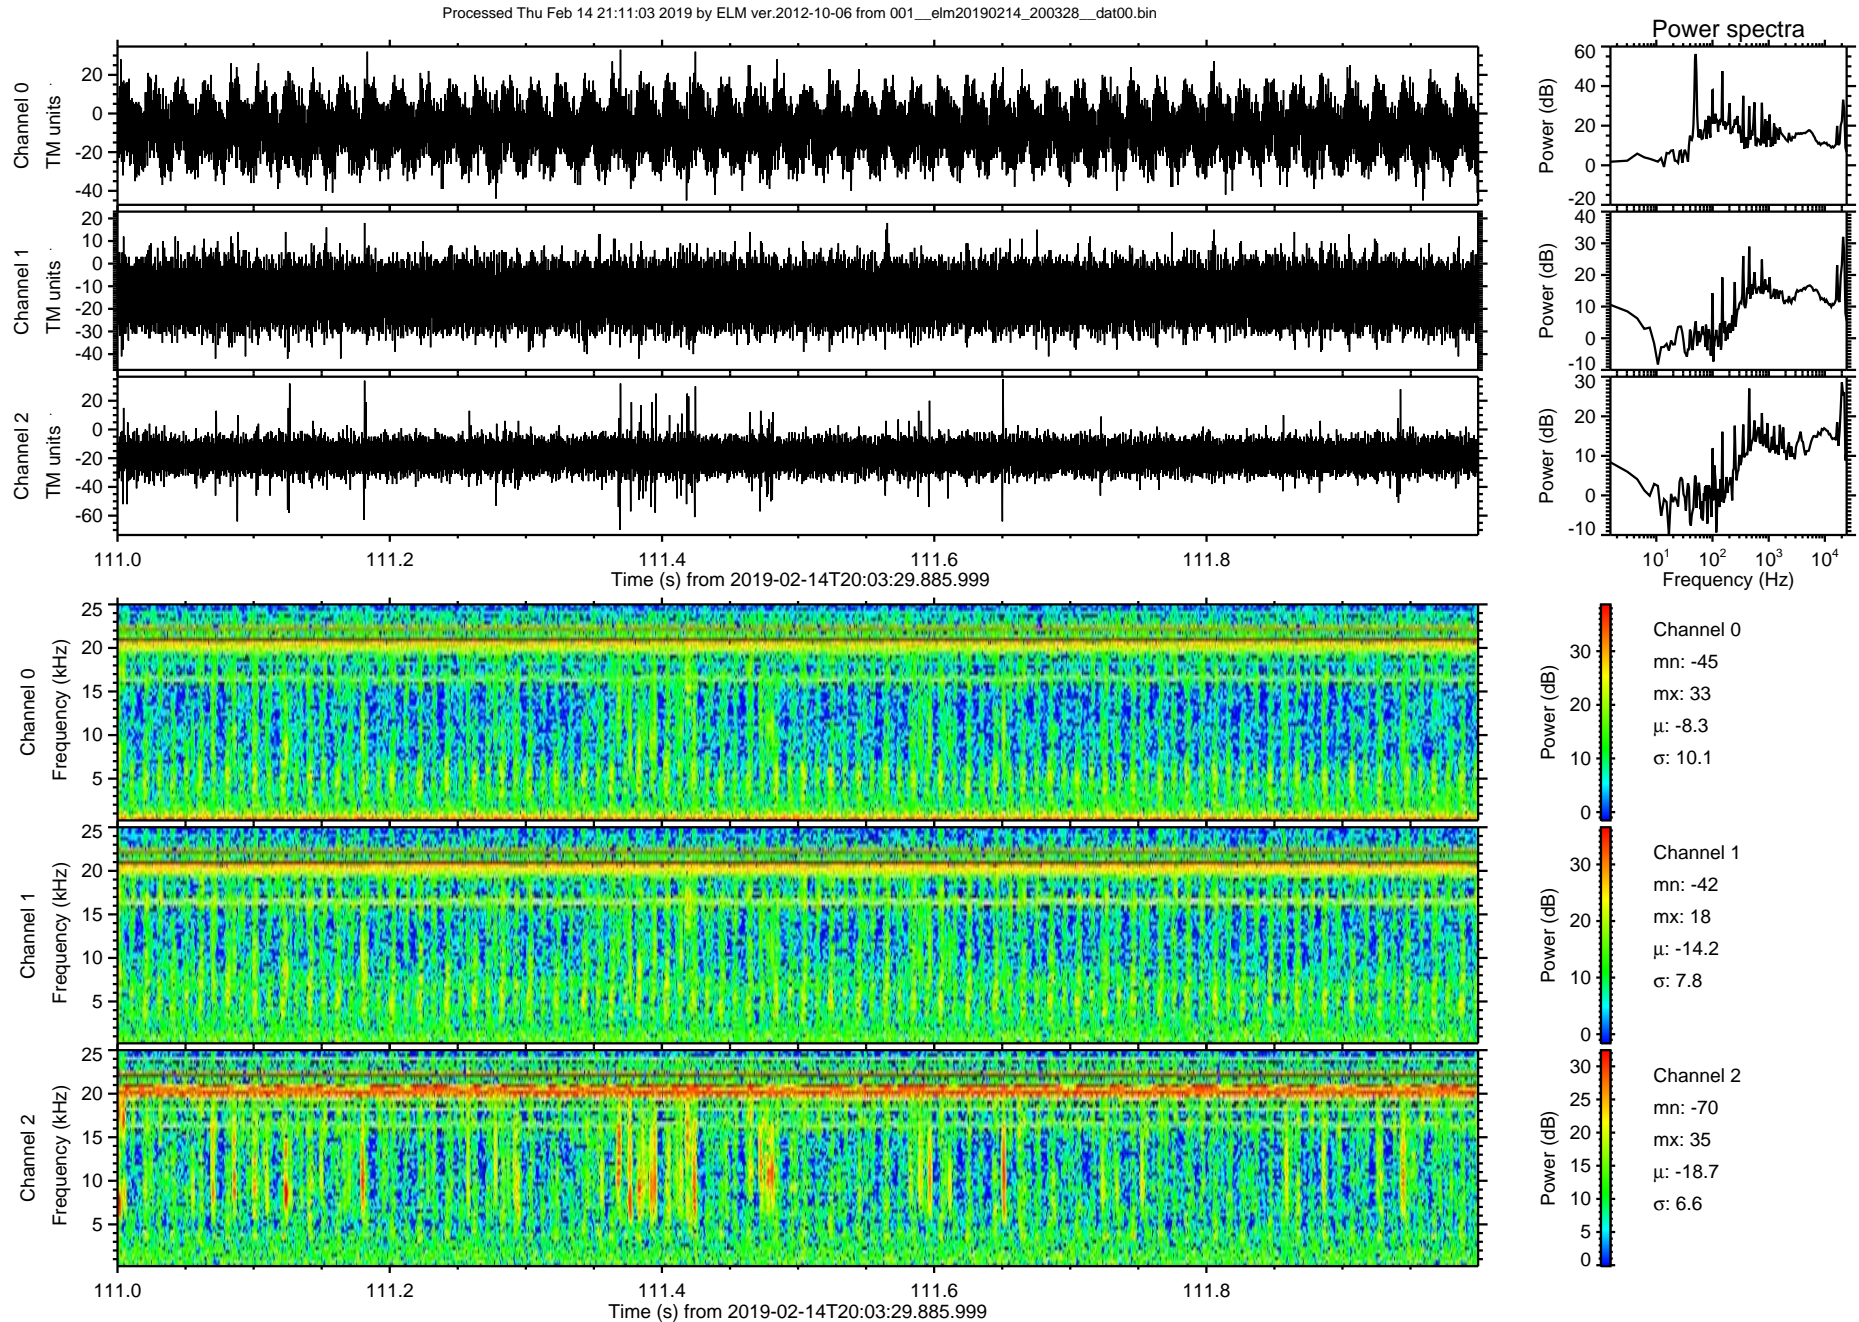 Processed Thu Feb 14 21:11:03 2019 by ELM ver.2012-10-06 from 001__elm20190214_200328__dat00.bin
Power spectra
Channel 0
TM units
20
0
-20
-40
Power (dB)
60
40
20
0
-20
Channel 1
TM units
20
10
0
-10
-20
-30
-40
Power (dB)
40
30
20
10
0
-10
Channel 2
TM units
20
0
-20
-40
-60
Power (dB)
30
20
10
0
-10
111.0 111.2 111.4 111.6 111.8
Time (s) from 2019-02-14T20:03:29.885.999
10¹ 10² 10³ 10⁴
Frequency (Hz)
Channel 0
Frequency (kHz)
25
20
15
10
5
Power (dB)
30
20
10
0
Channel 0
mn: -45
mx: 33
μ: -8.3
σ: 10.1
Channel 1
Frequency (kHz)
25
20
15
10
5
Power (dB)
30
20
10
0
Channel 1
mn: -42
mx: 18
μ: -14.2
σ: 7.8
Channel 2
Frequency (kHz)
25
20
15
10
5
Power (dB)
30
25
20
15
10
5
0
Channel 2
mn: -70
mx: 35
μ: -18.7
σ: 6.6
111.0 111.2 111.4 111.6 111.8
Time (s) from 2019-02-14T20:03:29.885.999